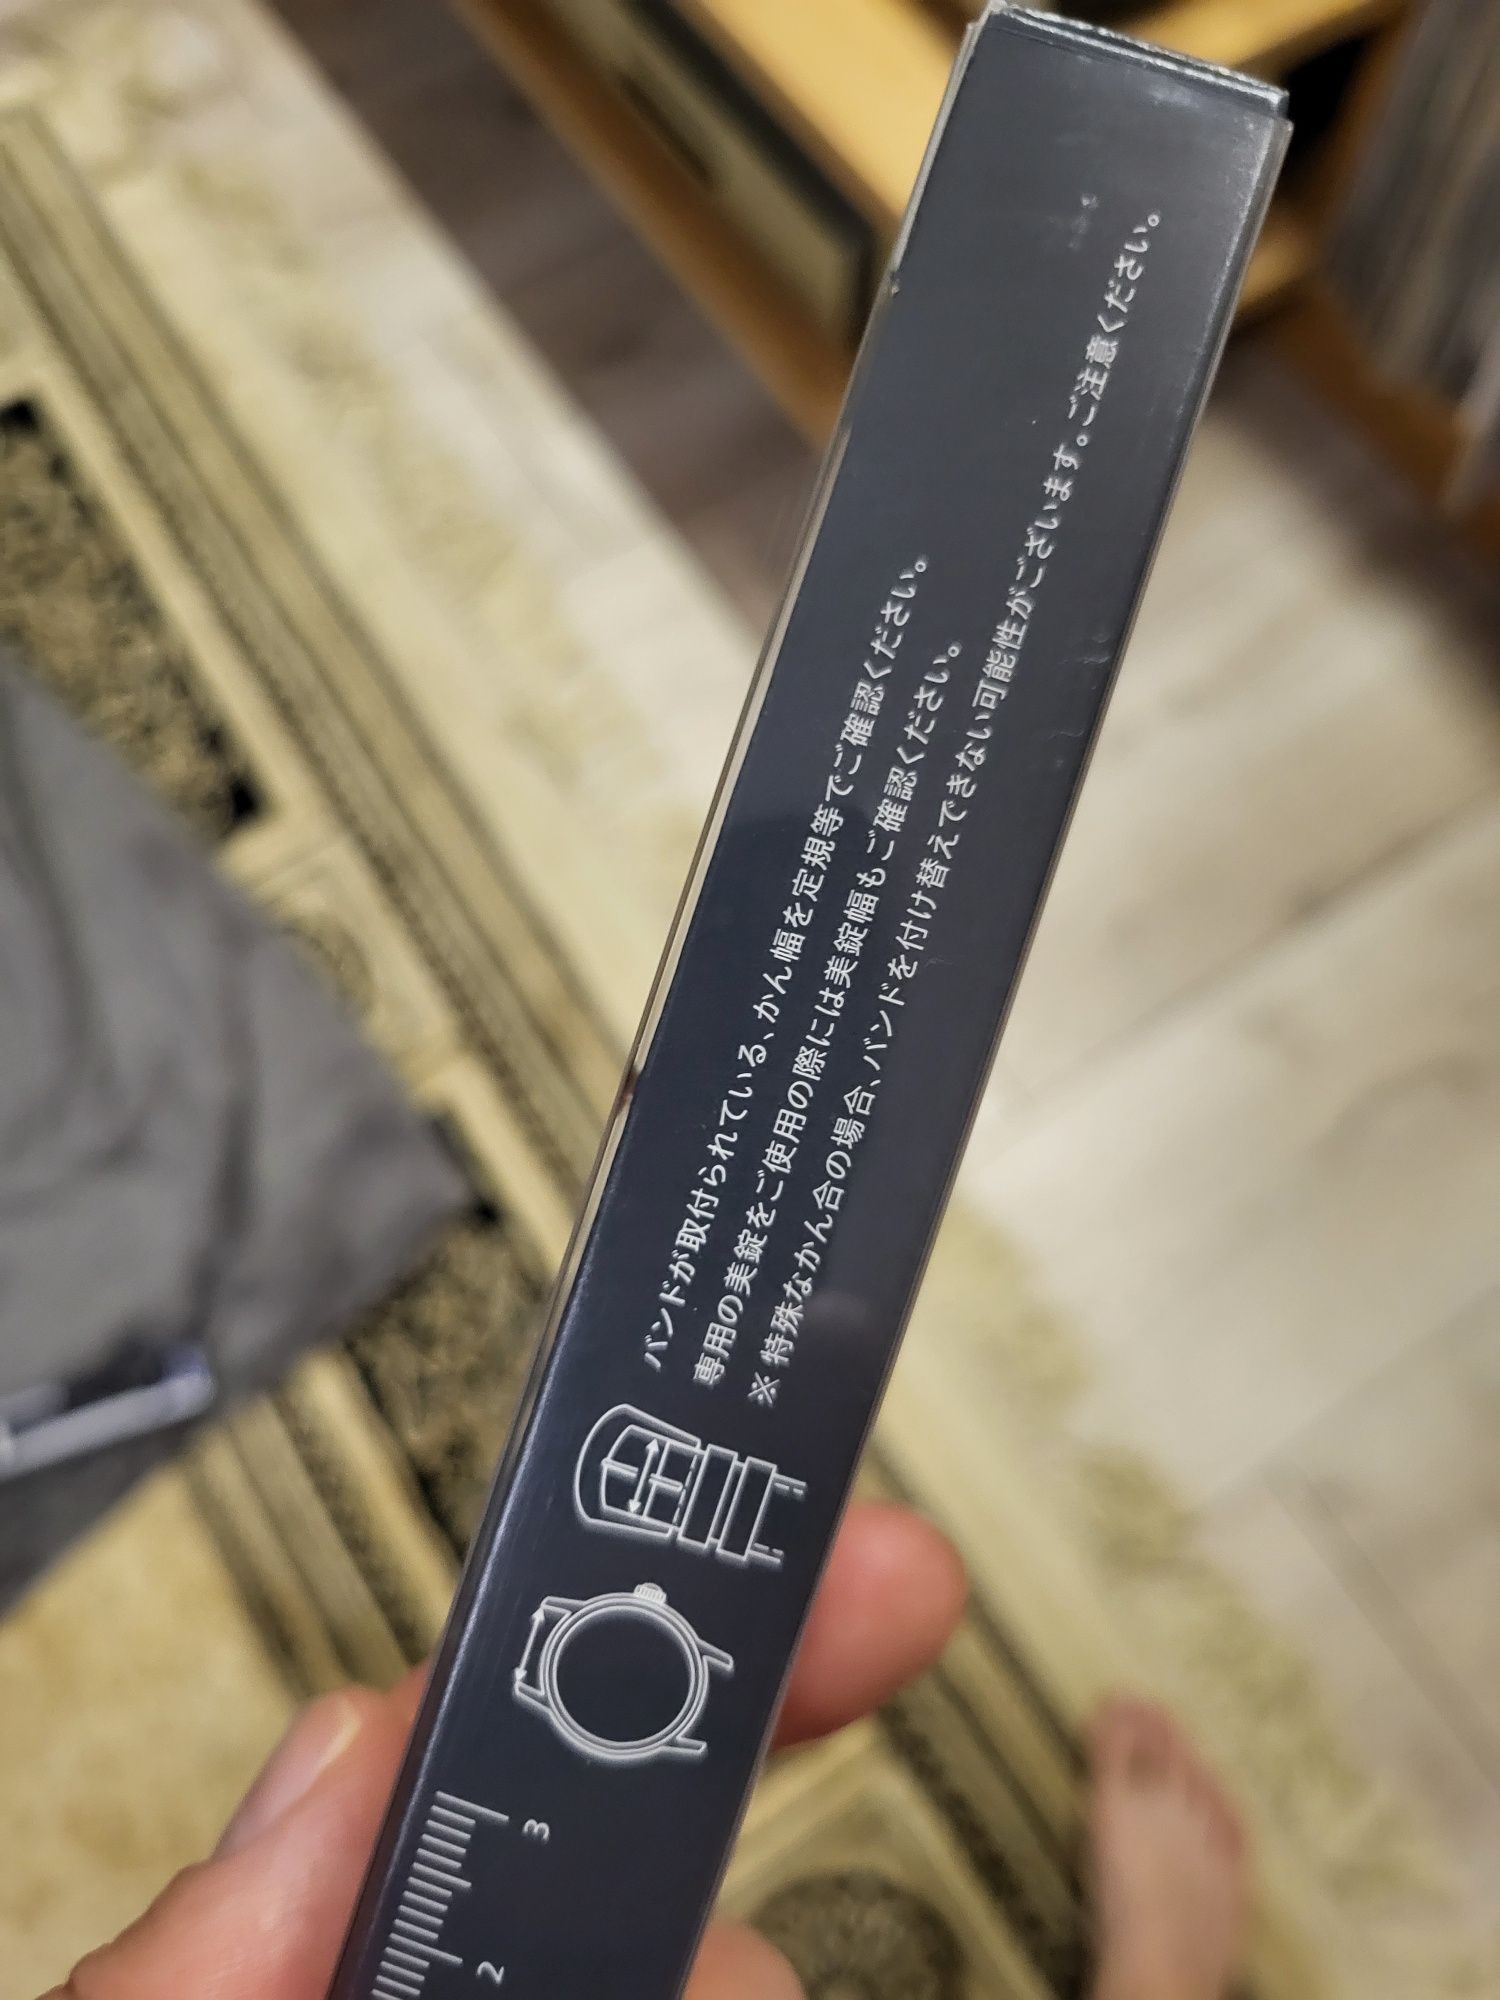 バンドが取付られている、かん幅を定規等でご確認ください。
専用の美錠をご使用の際には美錠幅もご確認ください。
※特殊なかん合の場合、バンドを付け替えできない可能性がございます。ご注意ください。
3
2